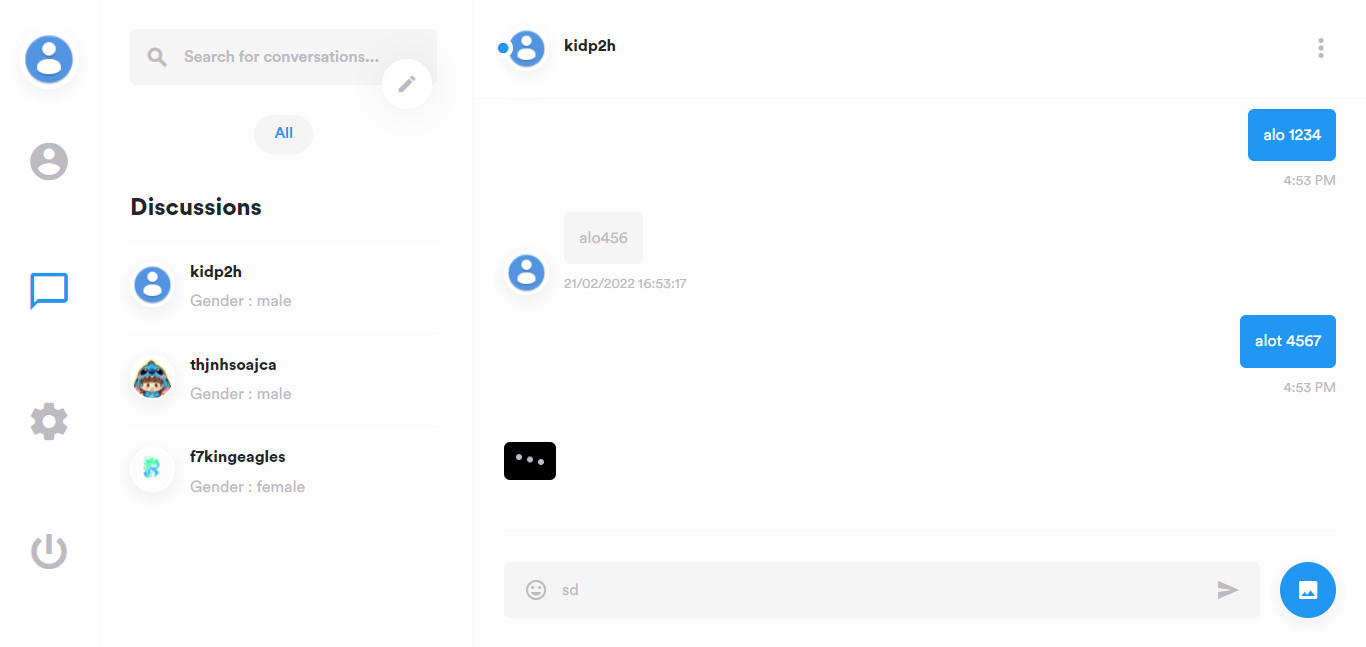 Search for conversations...
All
Discussions
kidp2h
Gender : male
thjnhsoajca
Gender : male
f7kingeagles
Gender : female
kidp2h
alo 1234
4:53 PM
alo456
21/02/2022 16:53:17
alot 4567
4:53 PM
sd